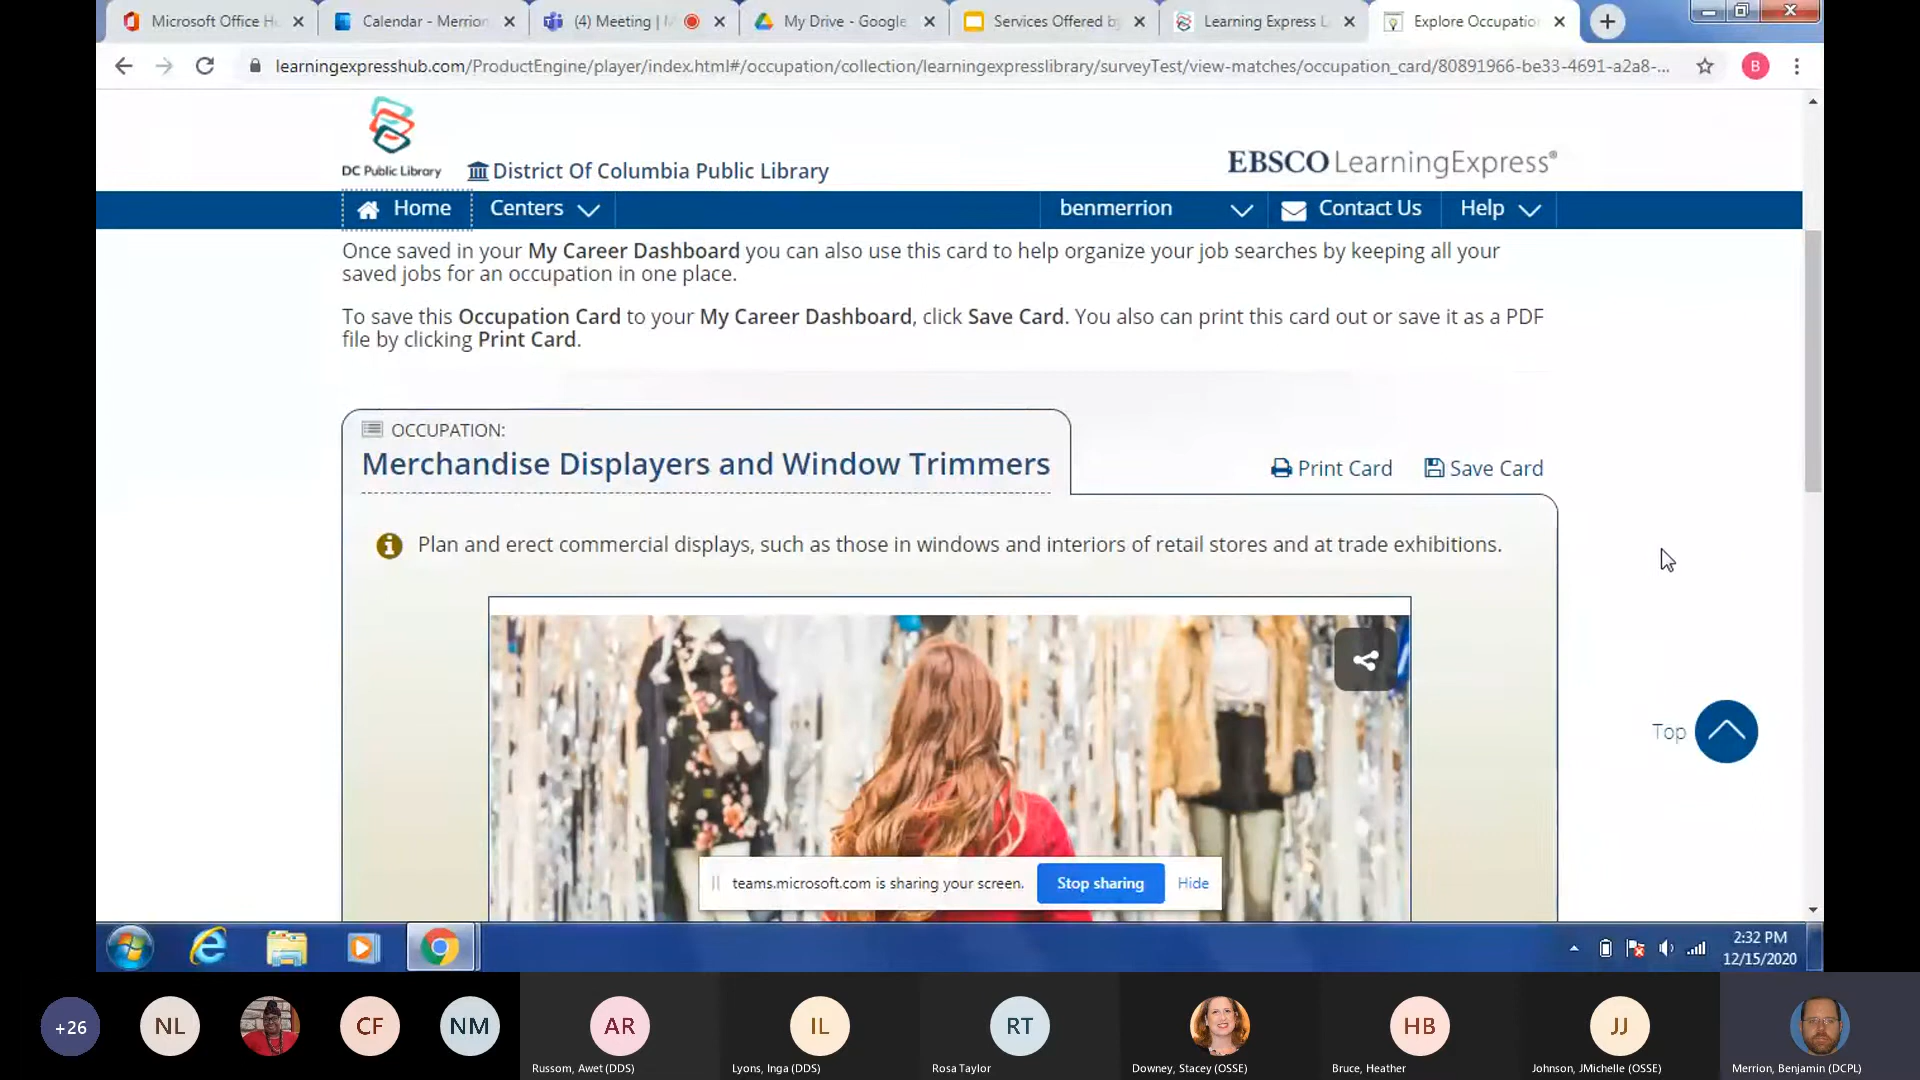 Microsoft Office H
Calendar - Merrion
(4) Meeting |
My Drive - Google
Services Offered b
Learning Express L
Explore Occupatio
learningexpresshub.com/ProductEngine/player/index.html#/occupation/collection/learningexpresslibrary/surveyTest/view-matches/occupation_card/80891966-be33-4691-a2a8-...
B
DC Public Library
District Of Columbia Public Library
EBSCO LearningExpress®
Home
Centers
benmerrion
Contact Us
Help
Once saved in your My Career Dashboard you can also use this card to help organize your job searches by keeping all your
saved jobs for an occupation in one place.
To save this Occupation Card to your My Career Dashboard, click Save Card. You also can print this card out or save it as a PDF
file by clicking Print Card.
OCCUPATION:
Merchandise Displayers and Window Trimmers
Print Card
Save Card
Plan and erect commercial displays, such as those in windows and interiors of retail stores and at trade exhibitions.
Top
teams.microsoft.com is sharing your screen.
Stop sharing
Hide
2:32 PM
12/15/2020
+26
NL
CF
NM
AR
IL
RT
HB
JJ
Russom, Awet (DDS)
Lyons, Inga (DDS)
Rosa Taylor
Downey, Stacey (OSSE)
Bruce, Heather
Johnson, JMichelle (OSSE)
Merrion, Benjamin (DCPL)